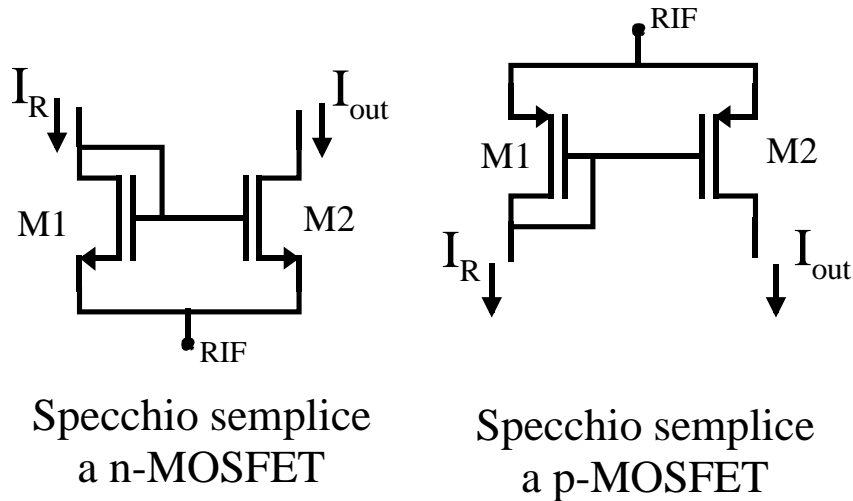 RIF
I_R
I_out
M1
M2
RIF
Specchio semplice
a n-MOSFET
M1
M2
I_R
I_out
Specchio semplice
a p-MOSFET